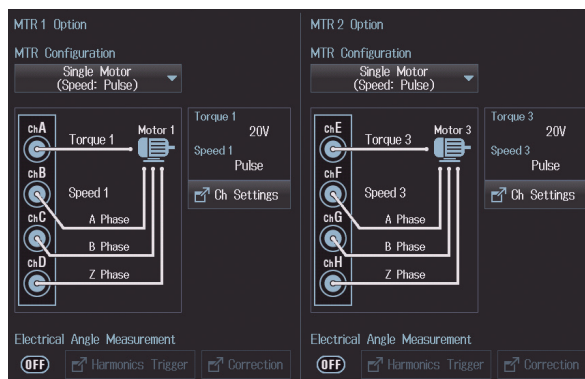 MTR 1 Option
MTR Configuration
Single Motor
(Speed: Pulse)
ChA
Torque 1
Motor 1
ChB
Speed 1
ChC
A Phase
B Phase
ChD
Z Phase
Torque 1
20V
Speed 1
Pulse
Ch Settings
Electrical Angle Measurement
OFF
Harmonics Trigger
Correction
MTR 2 Option
MTR Configuration
Single Motor
(Speed: Pulse)
ChE
Torque 3
Motor 3
ChF
Speed 3
ChG
A Phase
B Phase
ChH
Z Phase
Torque 3
20V
Speed 3
Pulse
Ch Settings
Electrical Angle Measurement
OFF
Harmonics Trigger
Correction